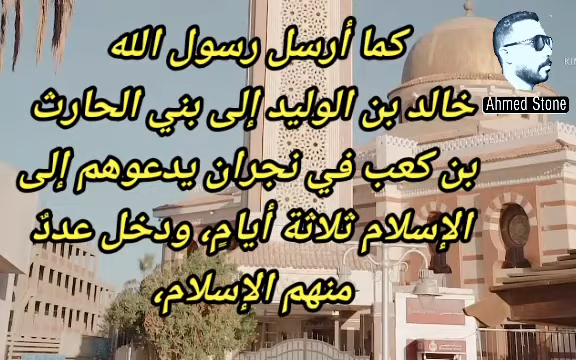 كما أرسل رسول الله
خالد بن الوليد إلى بني الحارث
بن كعب في نجران يدعوهم إلى
الإسلام ثلاثة أيامٍ، ودخل عددٌ
منهم الإسلام،
Ahmed Stone